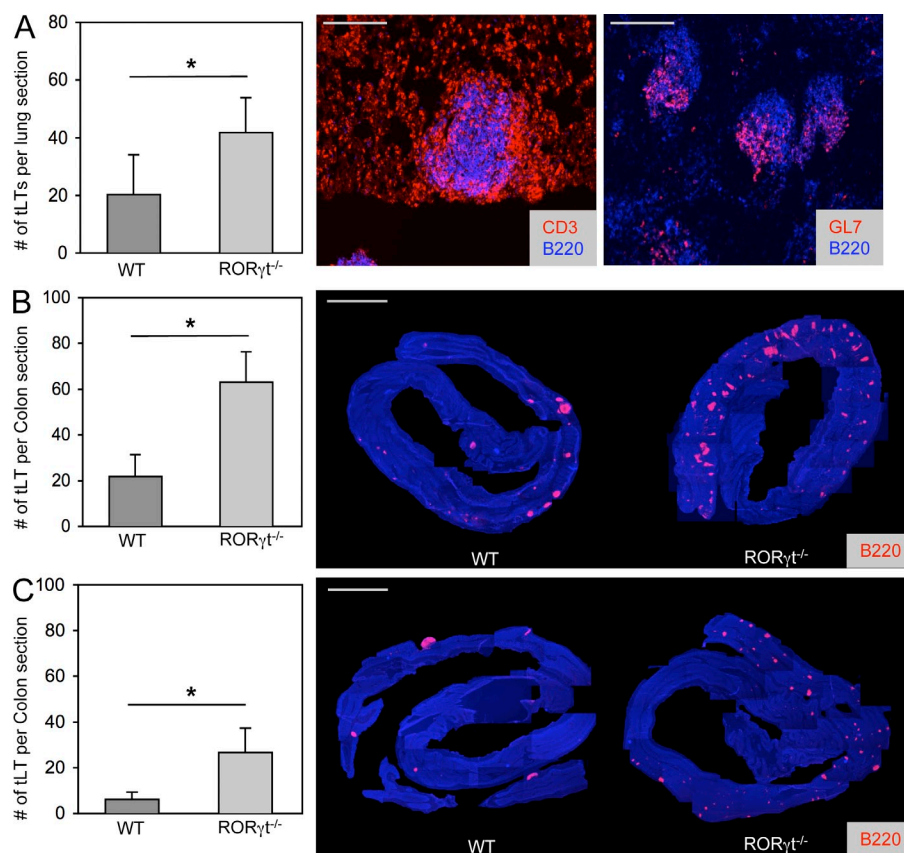 A
# of tLTs per lung section
80
60
40
20
0
*
WT
RORγt-/-
CD3
B220
GL7
B220
B
# of tLT per Colon section
100
80
60
40
20
0
*
WT
RORγt-/-
WT
RORγt-/-
B220
C
# of tLT per Colon section
100
80
60
40
20
0
*
WT
RORγt-/-
WT
RORγt-/-
B220